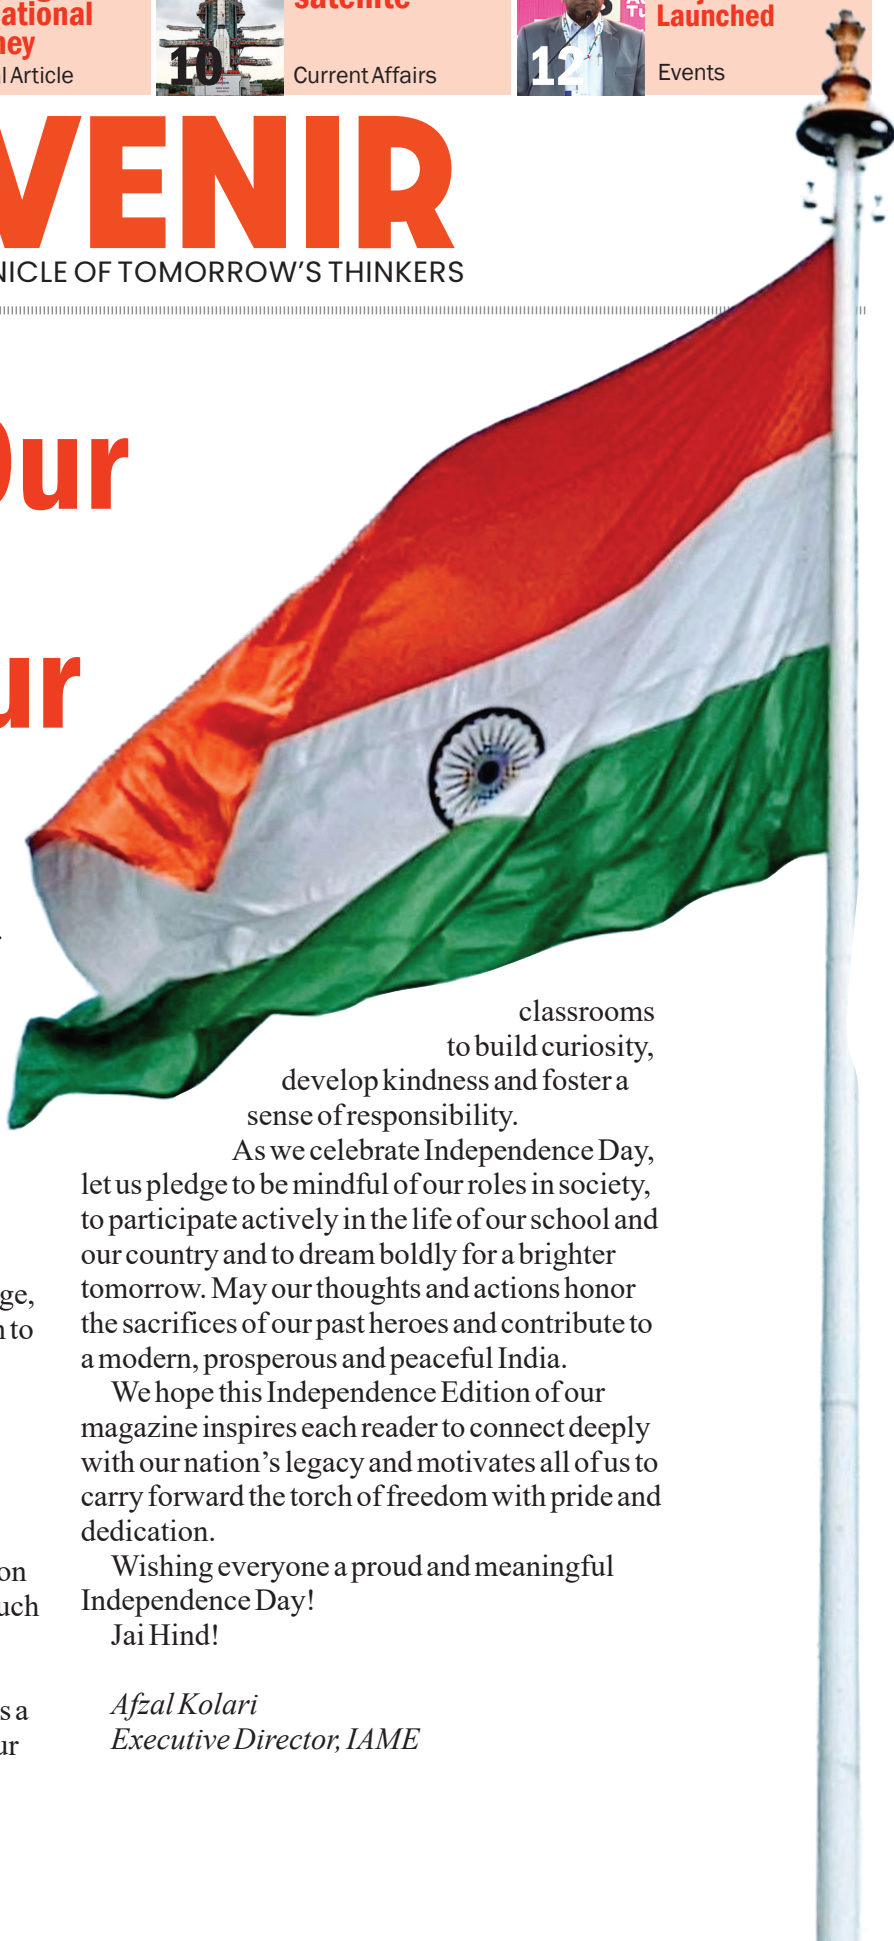 ational
ney
l Article
10
satellite
Current Affairs
12
Launched
Events
VENIR
NICLE OF TOMORROW'S THINKERS
Our
ur
classrooms
to build curiosity,
develop kindness and foster a
sense of responsibility.
As we celebrate Independence Day,
let us pledge to be mindful of our roles in society,
to participate actively in the life of our school and
our country and to dream boldly for a brighter
tomorrow. May our thoughts and actions honor
the sacrifices of our past heroes and contribute to
a modern, prosperous and peaceful India.
We hope this Independence Edition of our
magazine inspires each reader to connect deeply
with our nation's legacy and motivates all of us to
carry forward the torch of freedom with pride and
dedication.
Wishing everyone a proud and meaningful
Independence Day!
Jai Hind!
Afzal Kolari
Executive Director, IAME
ge,
n to
on
uch
s a
ur